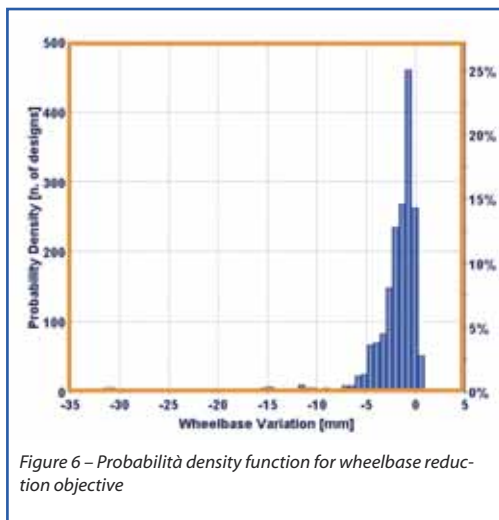 500
400
300
200
100
0
Probability Density [n. of designs]
25%
20%
15%
10%
5%
0%
-35 -30 -25 -20 -15 -10 -5 0 5
Wheelbase Variation [mm]
Figure 6 – Probabilità density function for wheelbase reduc-
tion objective